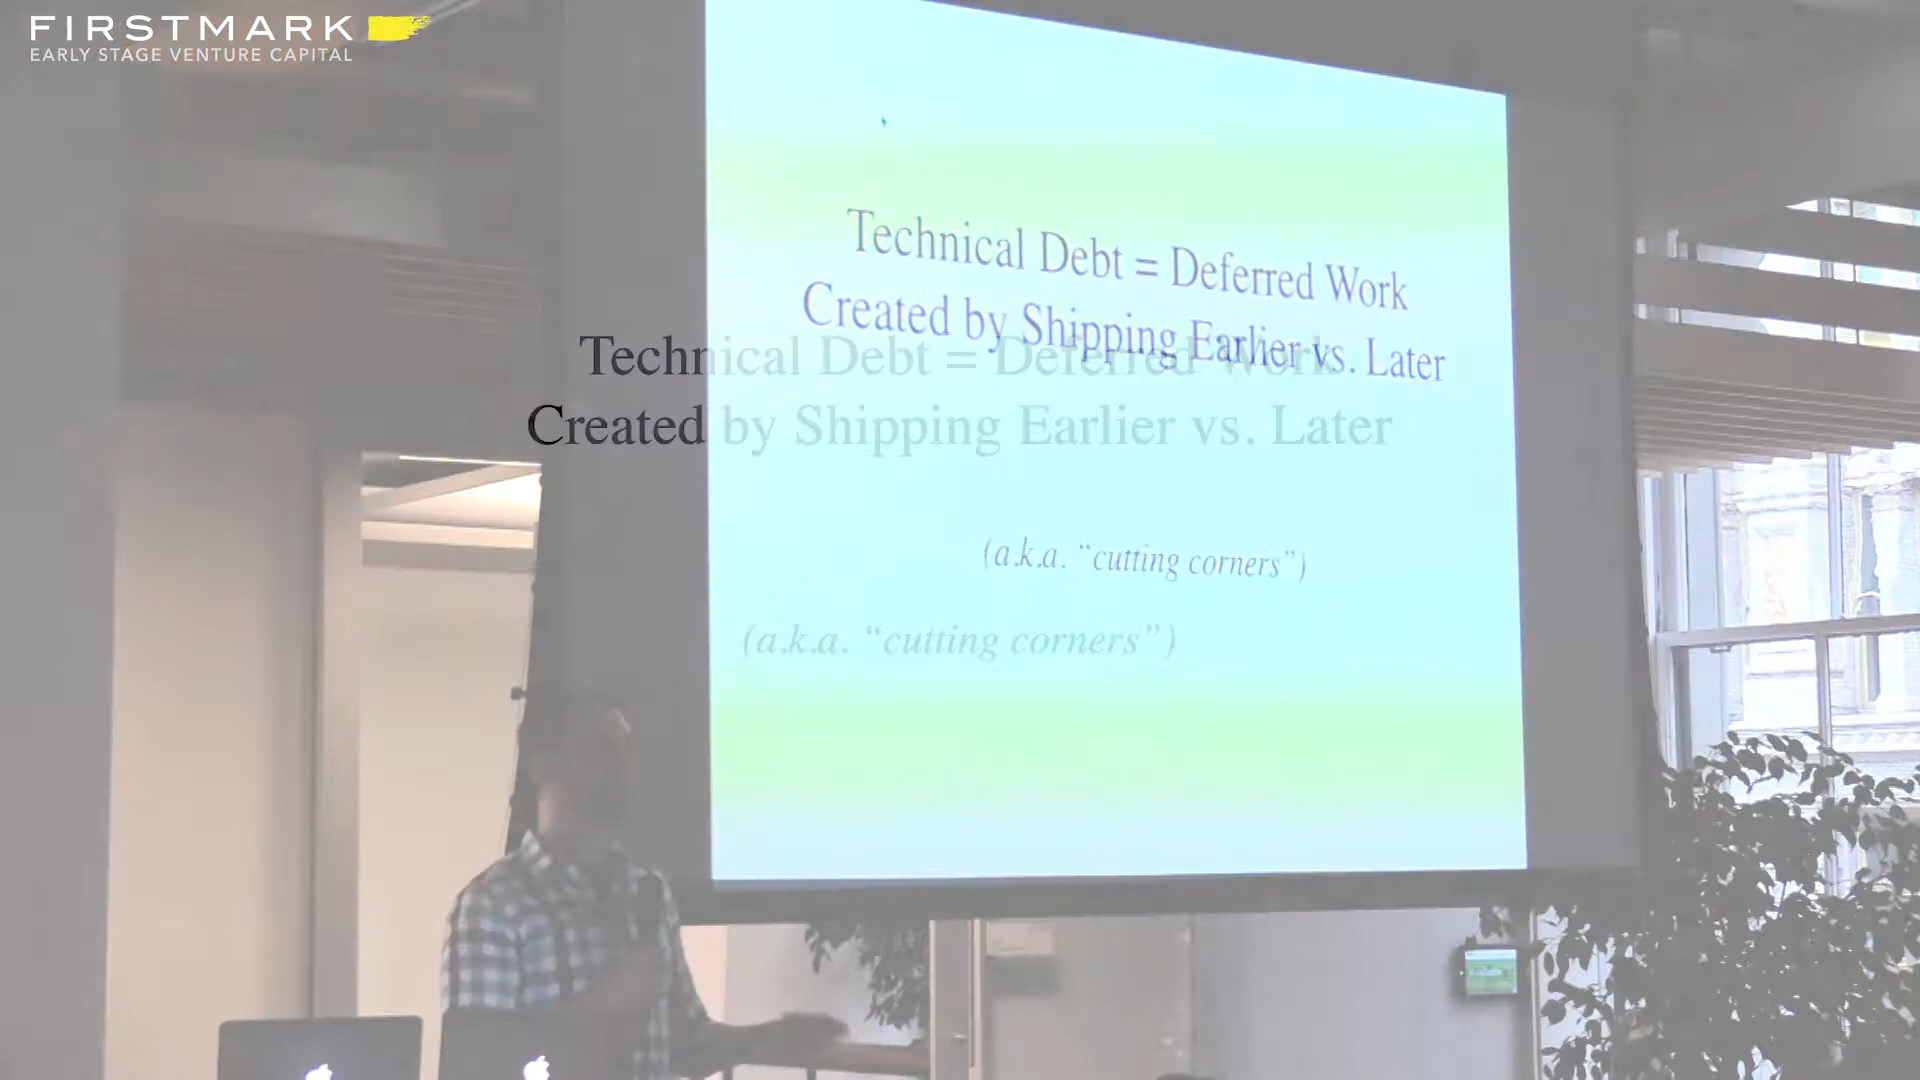 FIRSTMARK
EARLY STAGE VENTURE CAPITAL
Technical Debt = Deferred Work
Created by Shipping Earlier vs. Later
(a.k.a. “cutting corners”)
Technical Debt = Deferred Work
Created by Shipping Earlier vs. Later
(a.k.a. “cutting corners”)